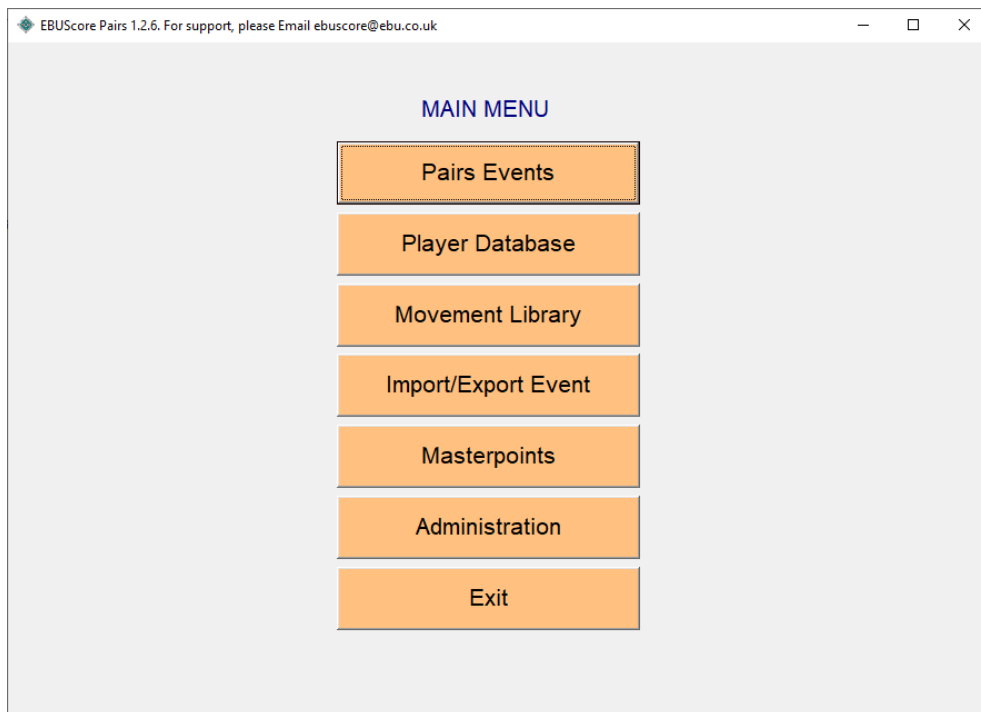 EBUScore Pairs 1.2.6. For support, please Email ebuscore@ebu.co.uk
MAIN MENU
Pairs Events
Player Database
Movement Library
Import/Export Event
Masterpoints
Administration
Exit